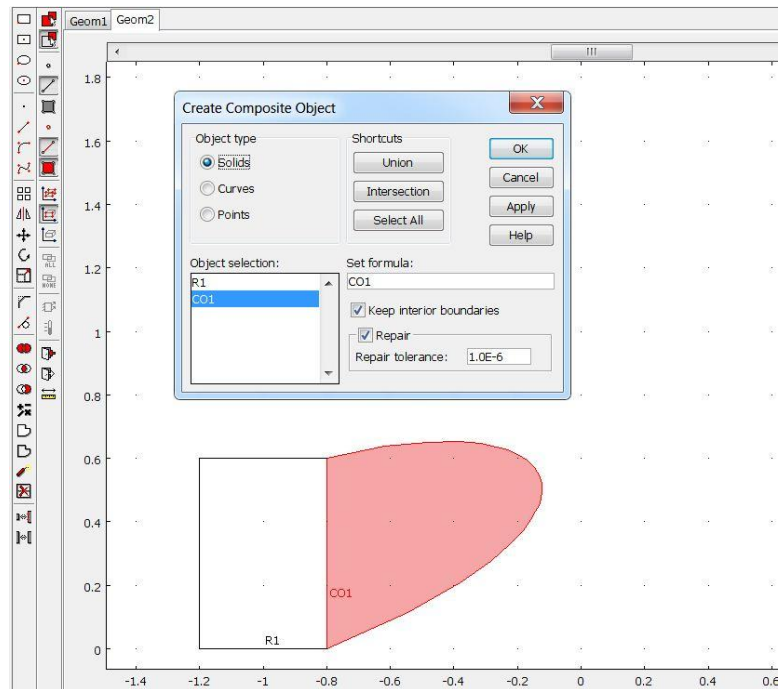 Geom1 Geom2
Create Composite Object
Object type
Solids
Curves
Points
Shortcuts
Union
Intersection
Select All
OK
Cancel
Apply
Help
Object selection:
R1
CO1
Set formula:
CO1
Keep interior boundaries
Repair
Repair tolerance: 1.0E-6
1.8
1.6
1.4
1.2
1
0.8
0.6
0.4
0.2
0
CO1
R1
-1.4 -1.2 -1 -0.8 -0.6 -0.4 -0.2 0 0.2 0.4 0.6
ALL
NONE